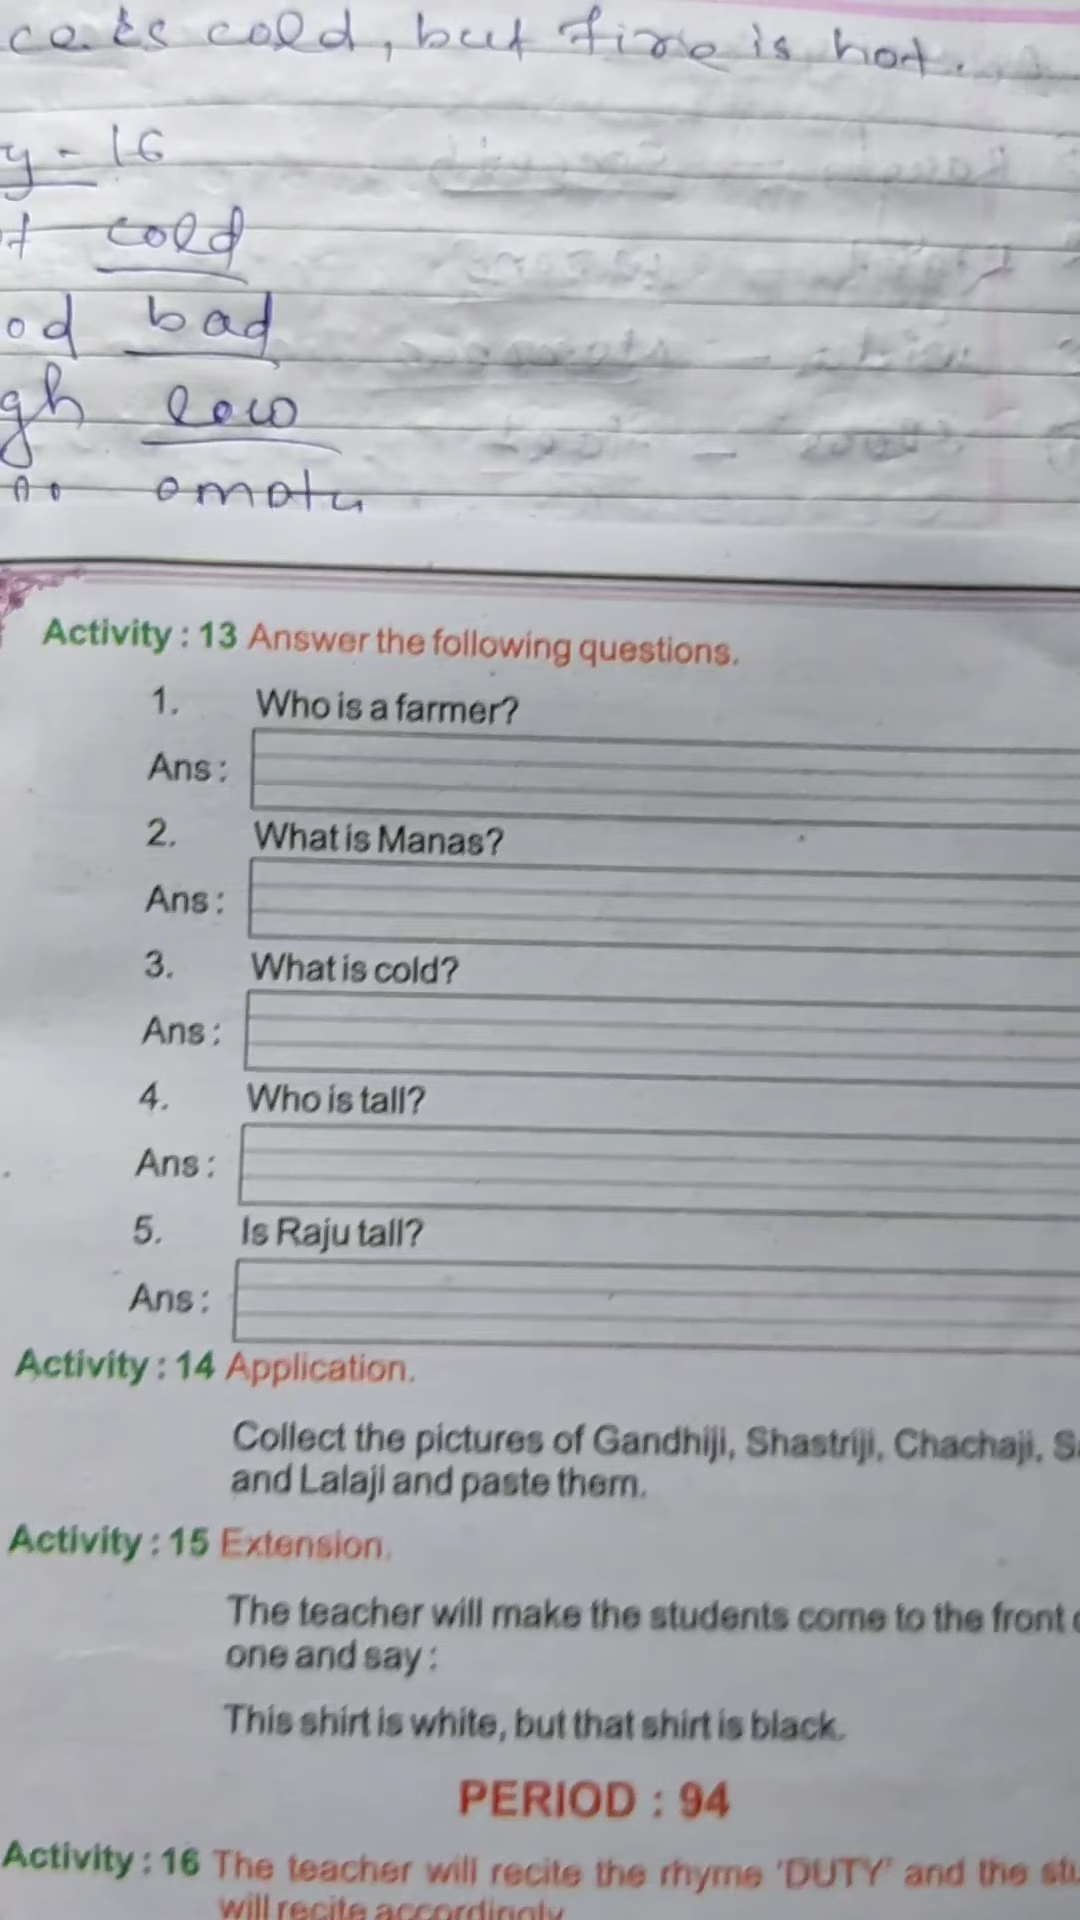 ce is cold, but fire is hot.
y - 16
t cold
od bad
gh low
empty
Activity : 13 Answer the following questions.
1. Who is a farmer?
Ans :
2. What is Manas?
Ans :
3. What is cold?
Ans :
4. Who is tall?
Ans :
5. Is Raju tall?
Ans :
Activity : 14 Application.
Collect the pictures of Gandhiji, Shastriji, Chachaji, S
and Lalaji and paste them.
Activity : 15 Extension.
The teacher will make the students come to the front
one and say :
This shirt is white, but that shirt is black.
PERIOD : 94
Activity : 16 The teacher will recite the rhyme 'DUTY' and the stu
will recite accordingly